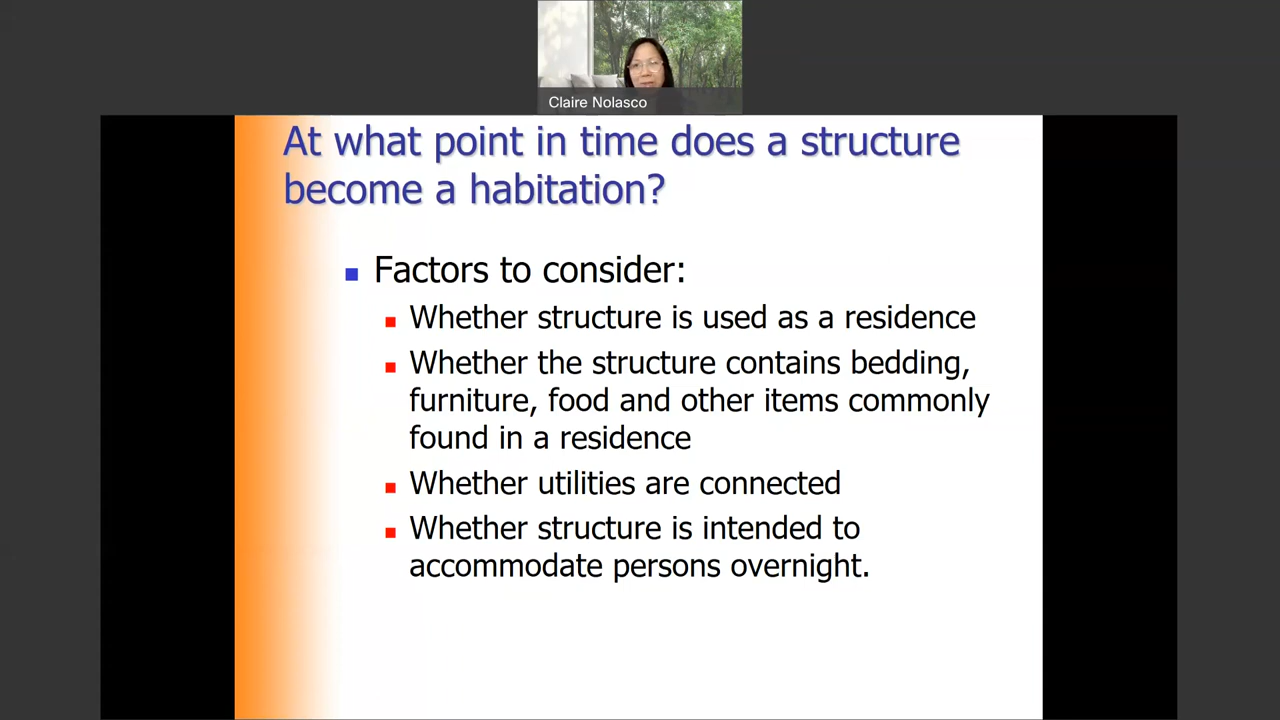 Claire Nolasco
At what point in time does a structure
become a habitation?
Factors to consider:
Whether structure is used as a residence
Whether the structure contains bedding,
furniture, food and other items commonly
found in a residence
Whether utilities are connected
Whether structure is intended to
accommodate persons overnight.